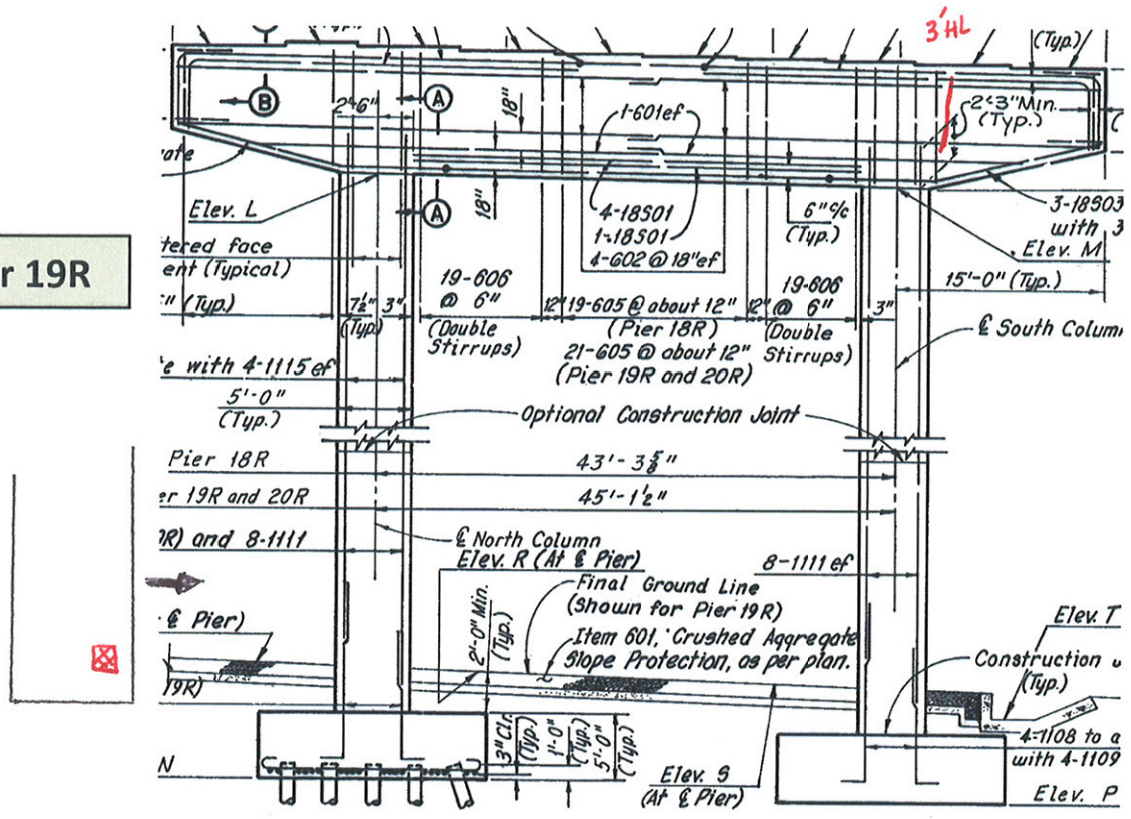 3'HL
(Typ.)
B
2'-6"
A
18"
1-601ef
2'-3" Min.
(Typ.)
rate
Elev. L
A
18"
4-18S01
1-18S01
4-602 @ 18"ef
6" c/c
(Typ.)
3-18S03
with 3
Elev. M
r 19R
tered face
ent (Typical)
" (Typ.)
7½" 3"
(Typ.)
19-606
@ 6"
(Double
Stirrups)
12"
19-605 @ about 12"
(Pier 18R)
21-605 @ about 12"
(Pier 19R and 20R)
12"
19-606
@ 6"
(Double
Stirrups)
3"
15'-0" (Typ.)
℄ South Colum
e with 4-1115 ef
5'-0"
(Typ.)
Optional Construction Joint
Pier 18R
43'-3⅝"
er 19R and 20R
45'-1½"
R) and 8-1111
℄ North Column
Elev. R (At ℄ Pier)
8-1111 ef
Final Ground Line
(Shown for Pier 19R)
2'-0" Min.
(Typ.)
℄ Pier)
Item 601, Crushed Aggregate
Slope Protection, as per plan.
Elev. T
Construction
(Typ.)
19R)
3" Clr.
(Typ.)
1'-0"
5'-0"
(Typ.)
4-1108 to a
with 4-1109
N
Elev. S
(At ℄ Pier)
Elev. P